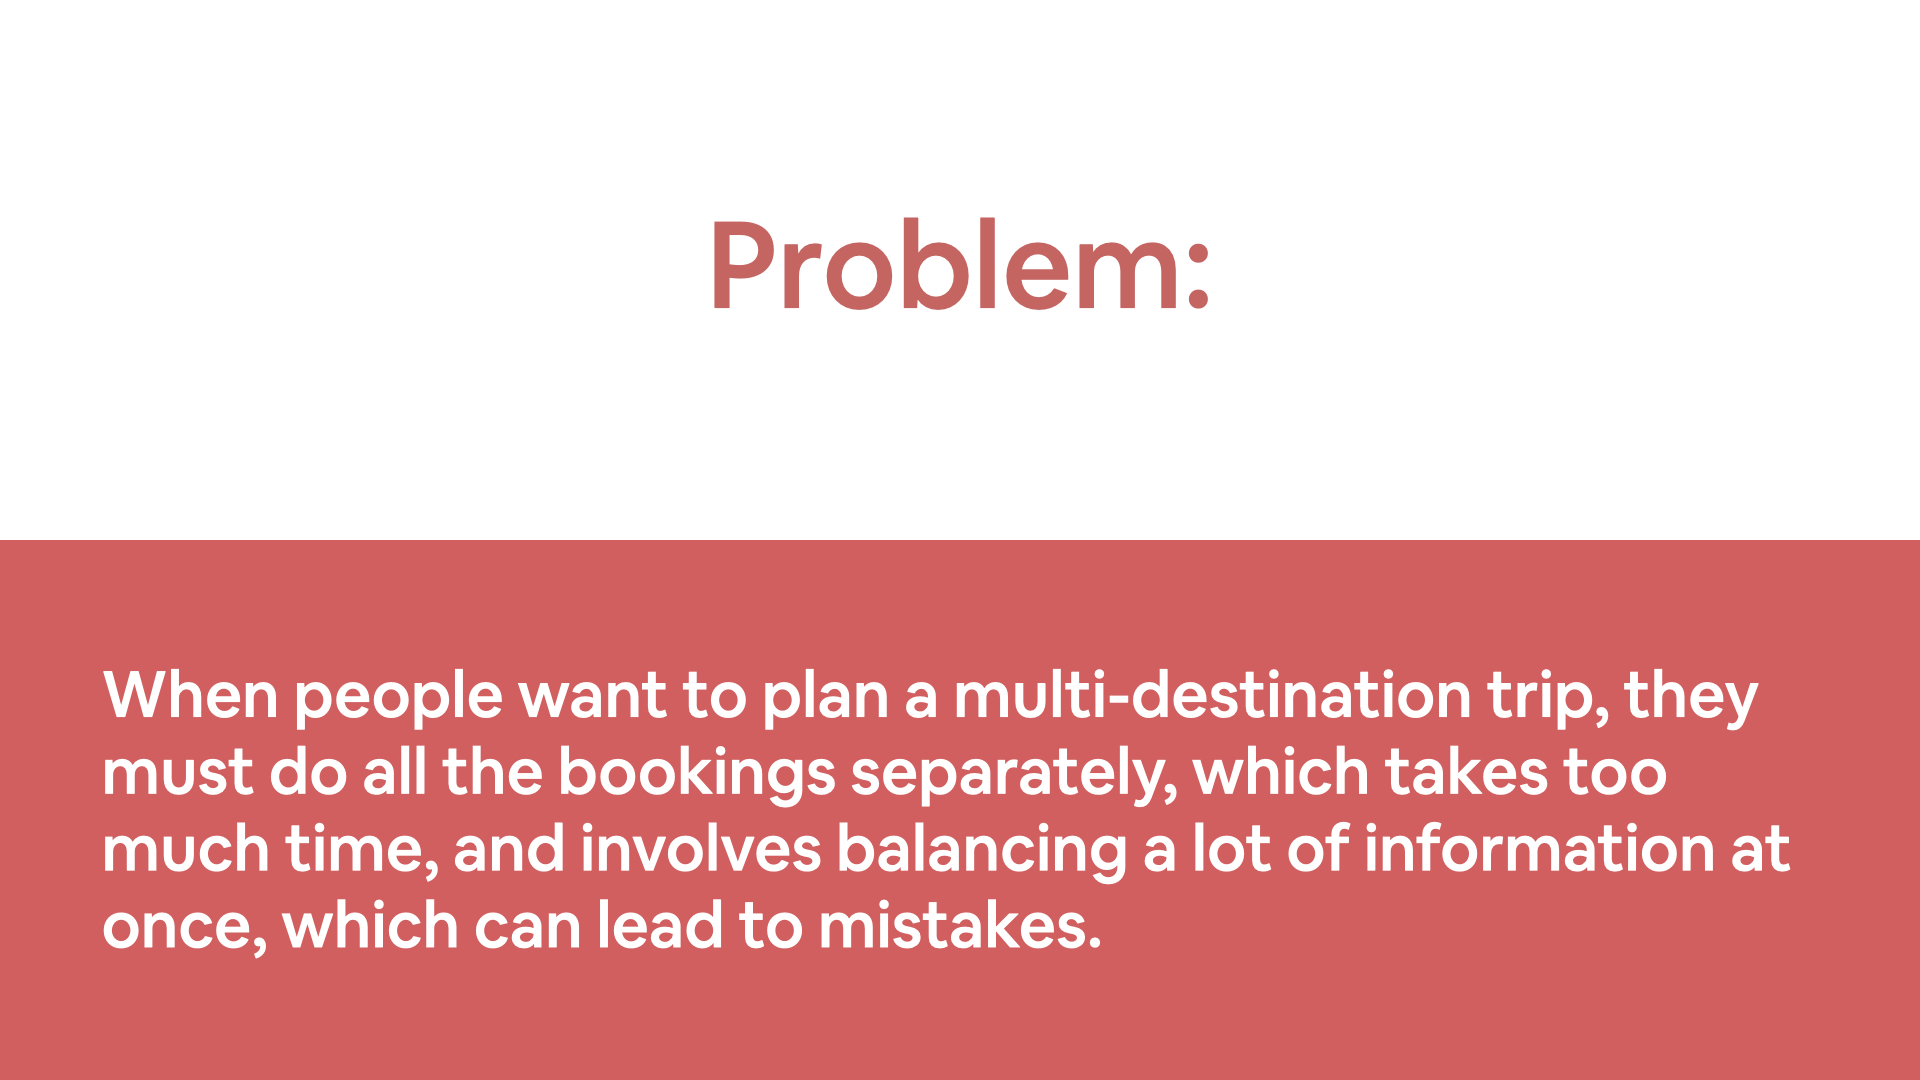 Problem:
When people want to plan a multi-destination trip, they
must do all the bookings separately, which takes too
much time, and involves balancing a lot of information at
once, which can lead to mistakes.